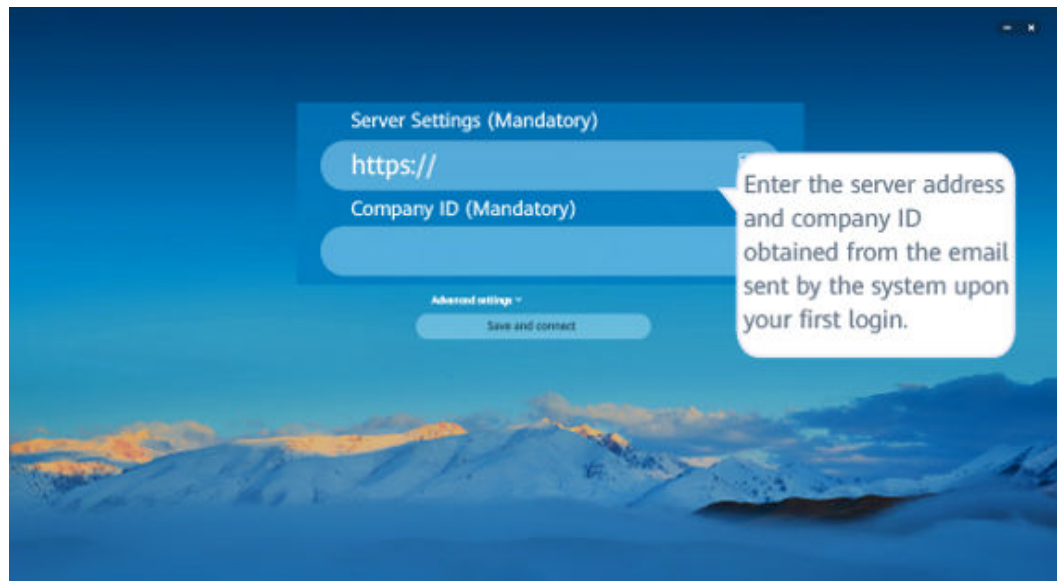 Server Settings (Mandatory)
https://
Company ID (Mandatory)
Enter the server address
and company ID
obtained from the email
sent by the system upon
your first login.
Advanced settings
Save and connect